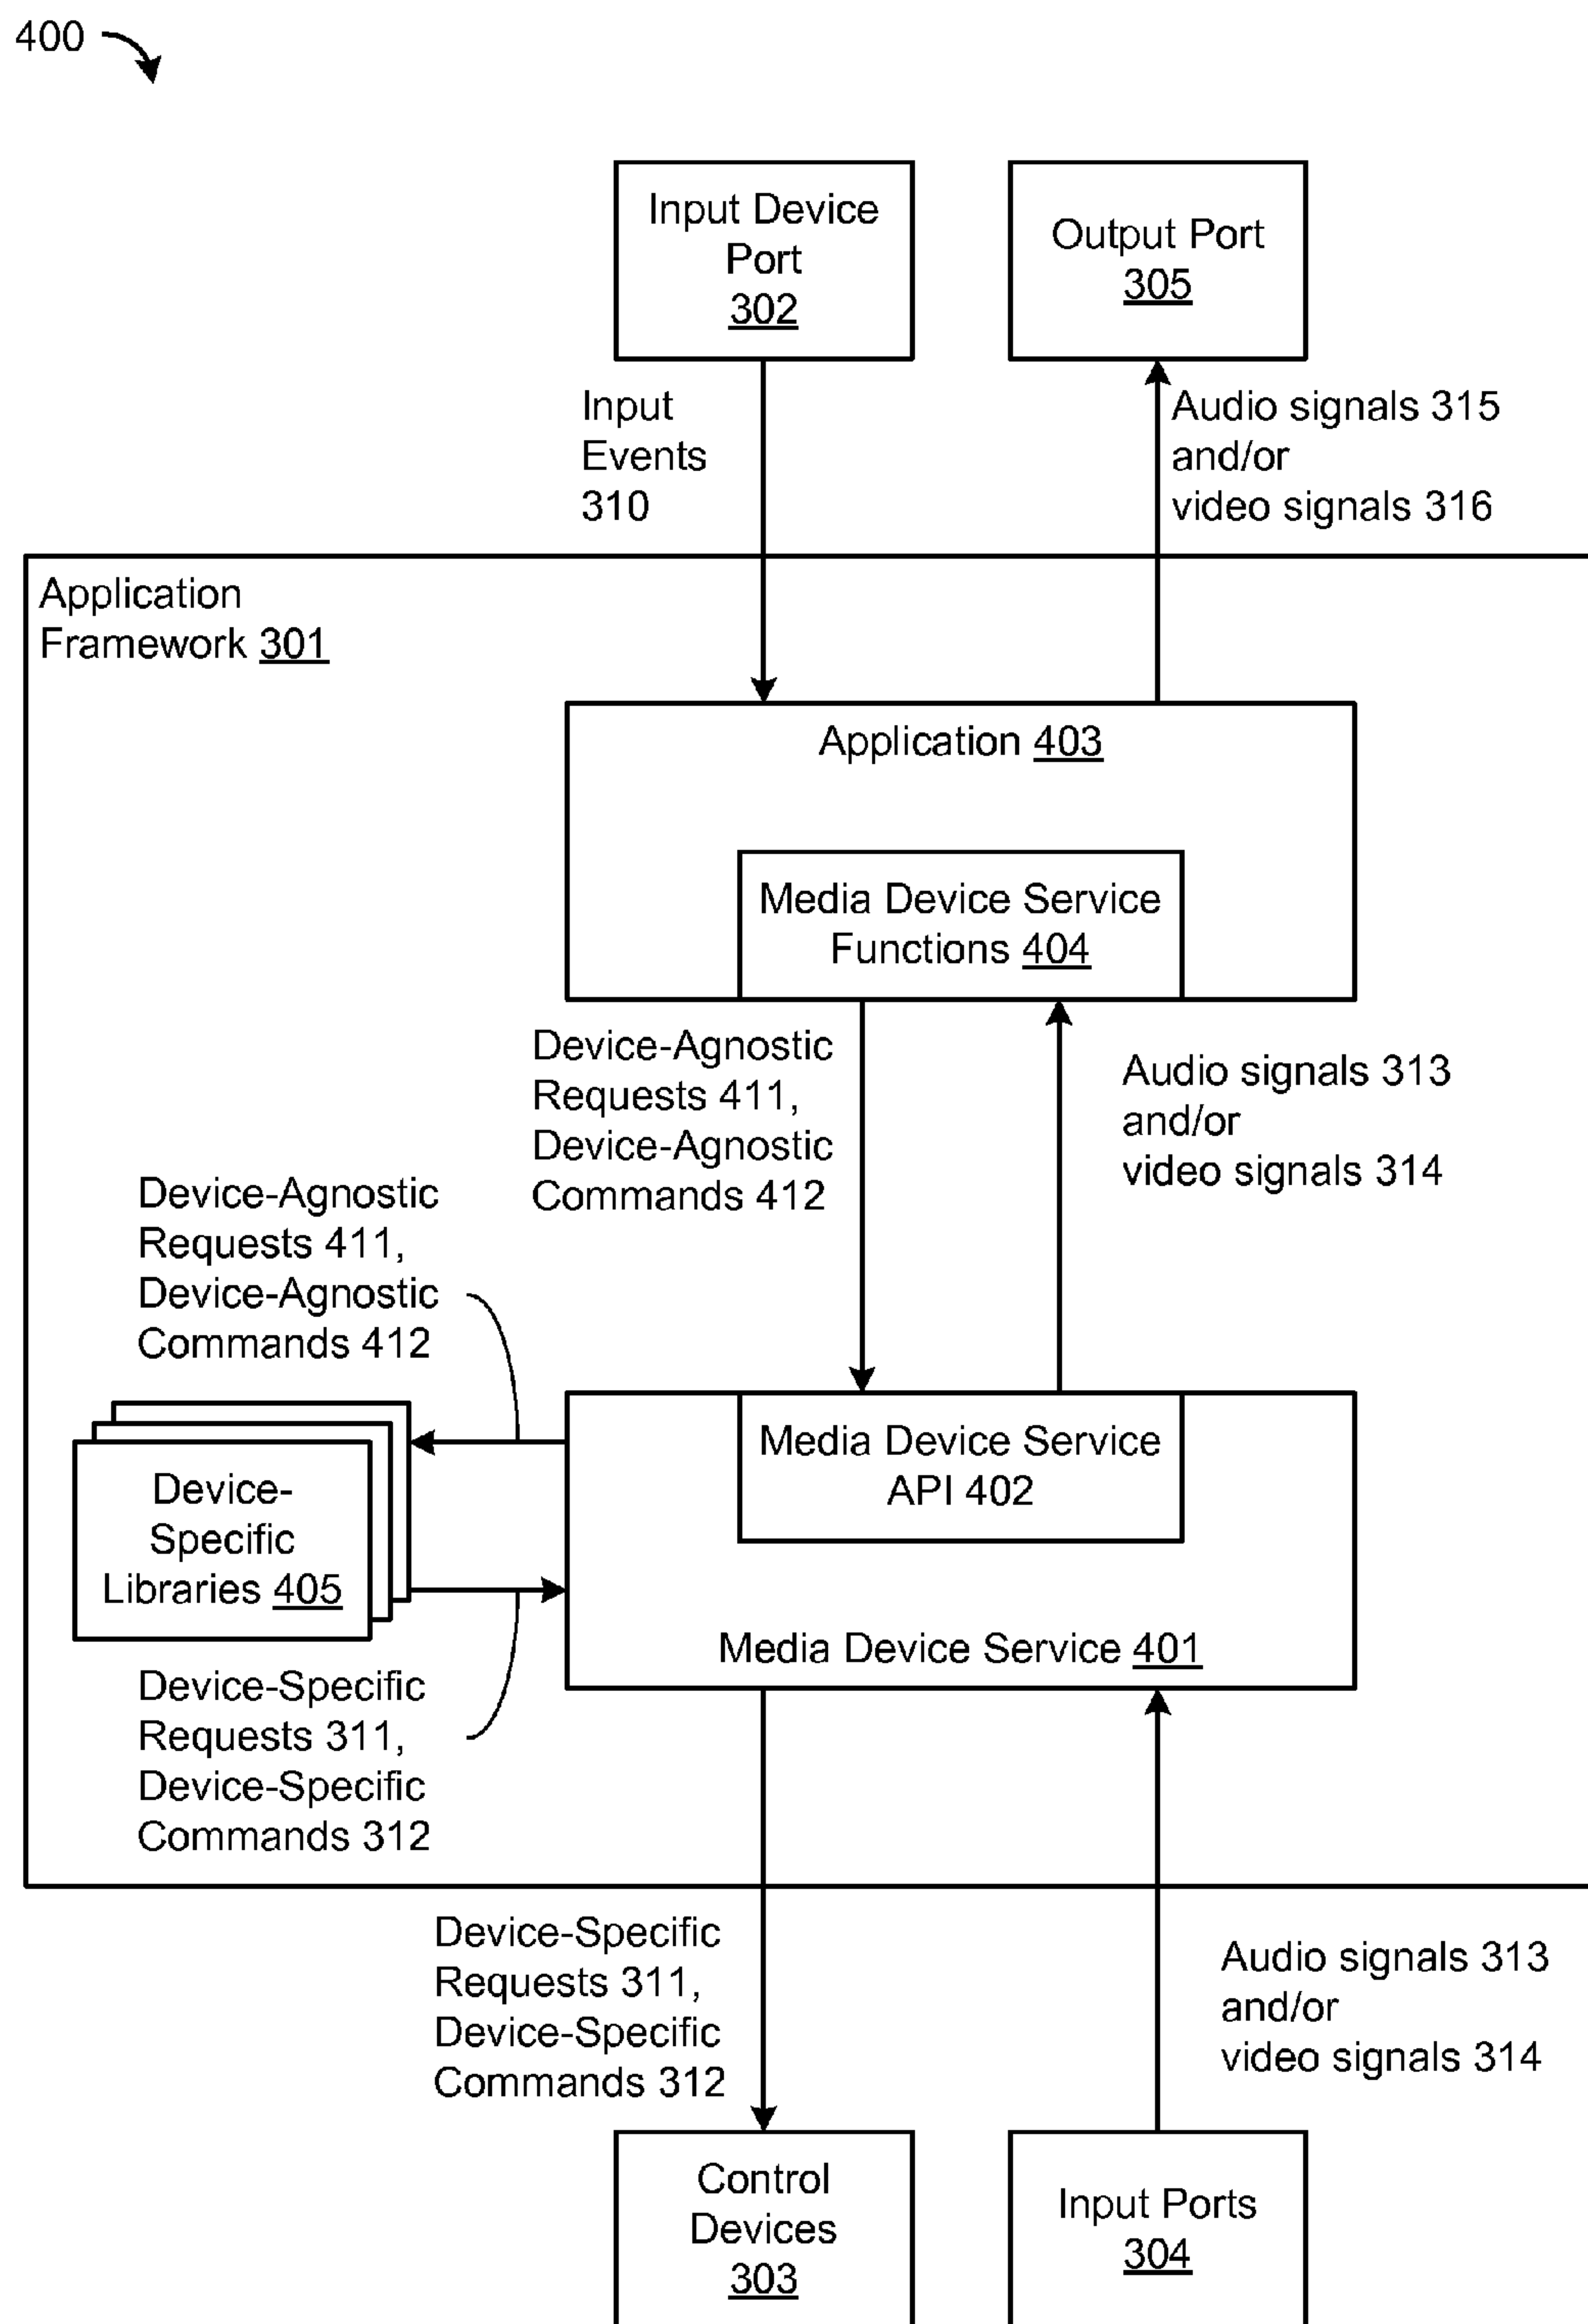 400
Input Device
Port
302
Output Port
305
Input
Events
310
Audio signals 315
and/or
video signals 316
Application
Framework 301
Application 403
Media Device Service
Functions 404
Device-Agnostic
Requests 411,
Device-Agnostic
Commands 412
Audio signals 313
and/or
video signals 314
Device-Agnostic
Requests 411,
Device-Agnostic
Commands 412
Media Device Service
API 402
Device-
Specific
Libraries 405
Media Device Service 401
Device-Specific
Requests 311,
Device-Specific
Commands 312
Device-Specific
Requests 311,
Device-Specific
Commands 312
Audio signals 313
and/or
video signals 314
Control
Devices
303
Input Ports
304